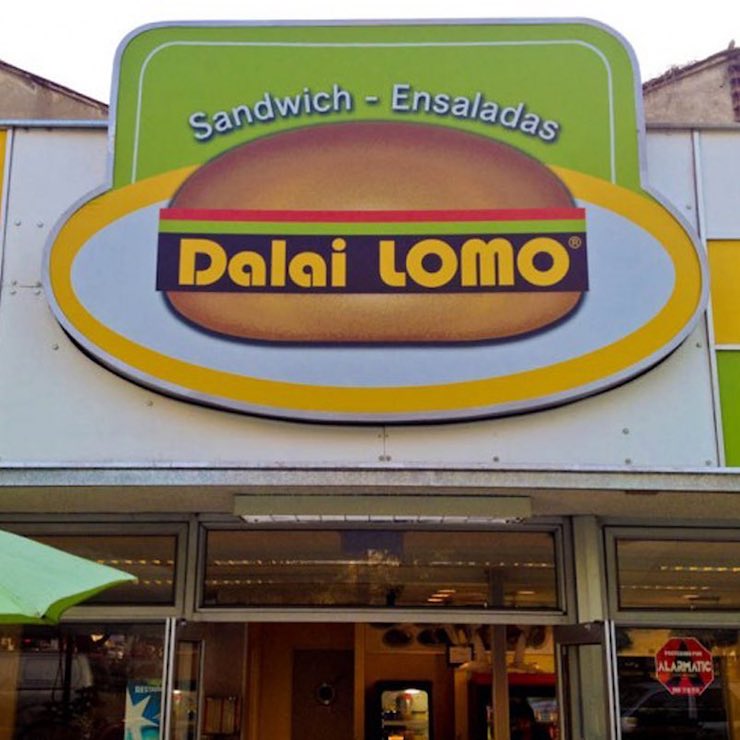 Sandwich - Ensaladas
Dalai LOMO®
ALARMATIC